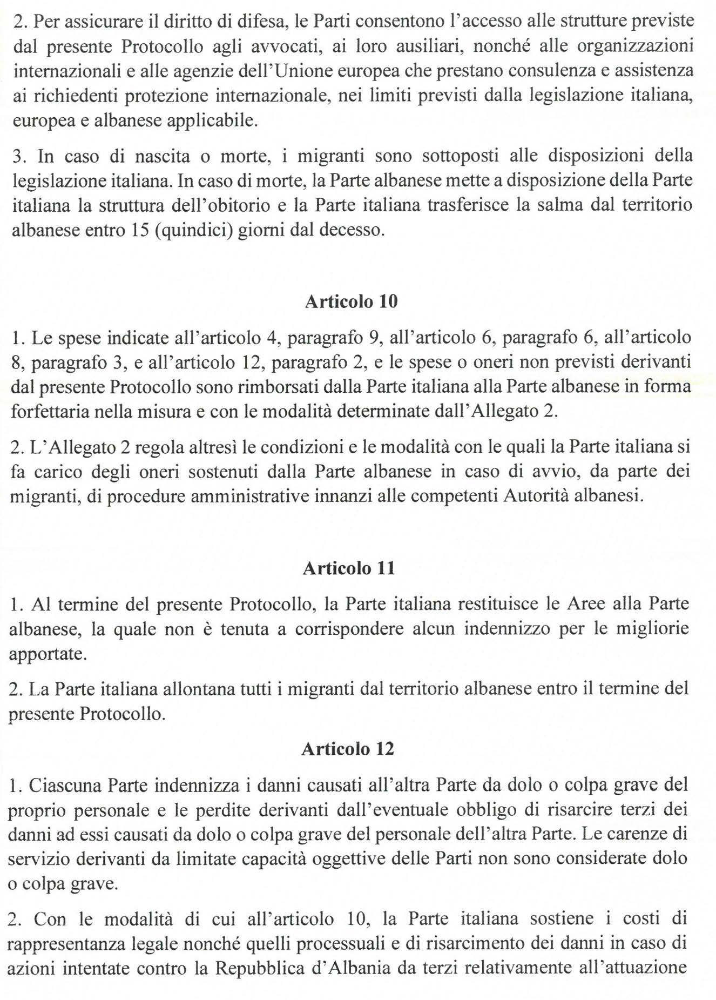 2. Per assicurare il diritto di difesa, le Parti consentono l’accesso alle strutture previste
dal presente Protocollo agli avvocati, ai loro ausiliari, nonché alle organizzazioni
internazionali e alle agenzie dell’Unione europea che prestano consulenza e assistenza
ai richiedenti protezione internazionale, nei limiti previsti dalla legislazione italiana,
europea e albanese applicabile.
3. In caso di nascita o morte, i migranti sono sottoposti alle disposizioni della
legislazione italiana. In caso di morte, la Parte albanese mette a disposizione della Parte
italiana la struttura dell’obitorio e la Parte italiana trasferisce la salma dal territorio
albanese entro 15 (quindici) giorni dal decesso.
Articolo 10
1. Le spese indicate all’articolo 4, paragrafo 9, all’articolo 6, paragrafo 6, all’articolo
8, paragrafo 3, e all’articolo 12, paragrafo 2, e le spese o oneri non previsti derivanti
dal presente Protocollo sono rimborsati dalla Parte italiana alla Parte albanese in forma
forfettaria nella misura e con le modalità determinate dall’Allegato 2.
2. L’Allegato 2 regola altresì le condizioni e le modalità con le quali la Parte italiana si
fa carico degli oneri sostenuti dalla Parte albanese in caso di avvio, da parte dei
migranti, di procedure amministrative innanzi alle competenti Autorità albanesi.
Articolo 11
1. Al termine del presente Protocollo, la Parte italiana restituisce le Aree alla Parte
albanese, la quale non è tenuta a corrispondere alcun indennizzo per le migliorie
apportate.
2. La Parte italiana allontana tutti i migranti dal territorio albanese entro il termine del
presente Protocollo.
Articolo 12
1. Ciascuna Parte indennizza i danni causati all’altra Parte da dolo o colpa grave del
proprio personale e le perdite derivanti dall’eventuale obbligo di risarcire terzi dei
danni ad essi causati da dolo o colpa grave del personale dell’altra Parte. Le carenze di
servizio derivanti da limitate capacità oggettive delle Parti non sono considerate dolo
o colpa grave.
2. Con le modalità di cui all’articolo 10, la Parte italiana sostiene i costi di
rappresentanza legale nonché quelli processuali e di risarcimento dei danni in caso di
azioni intentate contro la Repubblica d’Albania da terzi relativamente all’attuazione